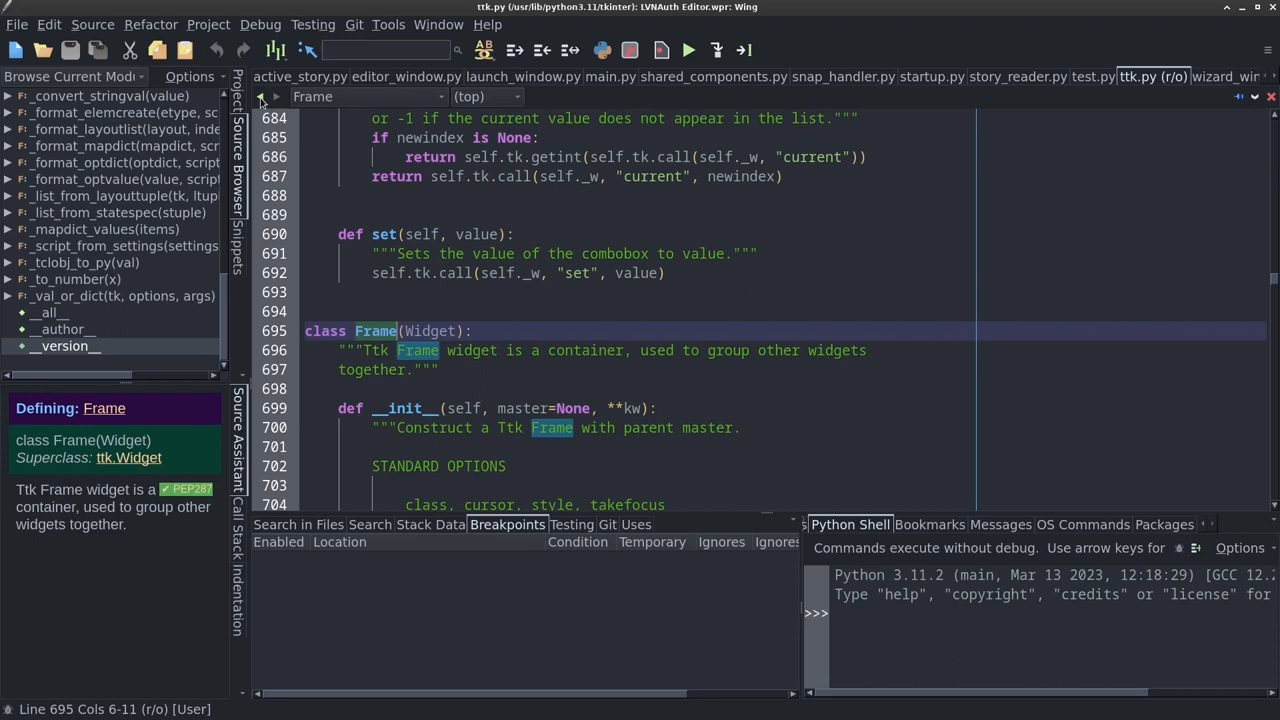 ttk.py (/usr/lib/python3.11/tkinter): LVNAuth Editor.wpr: Wing
File Edit Source Refactor Project Debug Testing Git Tools Window Help
Browse Current Modu Options
_convert_stringval(value)
_format_elemcreate(etype, sc
_format_layoutlist(layout, inde
_format_mapdict(mapdict, scrip
_format_optdict(optdict, script
_format_optvalue(value, script
_list_from_layouttuple(tk, ltup
_list_from_statespec(stuple)
_mapdict_values(items)
_script_from_settings(settings
_tclobj_to_py(val)
_to_number(x)
_val_or_dict(tk, options, args)
__all__
__author__
__version__
Project
Source Browser
Snippets
Defining: Frame
class Frame(Widget)
Superclass: ttk.Widget
Ttk Frame widget is a ✔ PEP287
container, used to group other
widgets together.
Source Assistant
Call Stack
Indentation
active_story.py editor_window.py launch_window.py main.py shared_components.py snap_handler.py startup.py story_reader.py test.py ttk.py (r/o) wizard_win
Frame (top)
684 or -1 if the current value does not appear in the list."""
685 if newindex is None:
686 return self.tk.getint(self.tk.call(self._w, "current"))
687 return self.tk.call(self._w, "current", newindex)
688
689
690 def set(self, value):
691 """Sets the value of the combobox to value."""
692 self.tk.call(self._w, "set", value)
693
694
695 class Frame(Widget):
696 """Ttk Frame widget is a container, used to group other widgets
697 together."""
698
699 def __init__(self, master=None, **kw):
700 """Construct a Ttk Frame with parent master.
701
702 STANDARD OPTIONS
703
704 class, cursor, style, takefocus
Search in Files Search Stack Data Breakpoints Testing Git Uses
Enabled Location Condition Temporary Ignores Ignores
s Python Shell Bookmarks Messages OS Commands Packages
Commands execute without debug. Use arrow keys for Options
Python 3.11.2 (main, Mar 13 2023, 12:18:29) [GCC 12.2
Type "help", "copyright", "credits" or "license" for
>>>
Line 695 Cols 6-11 (r/o) [User]